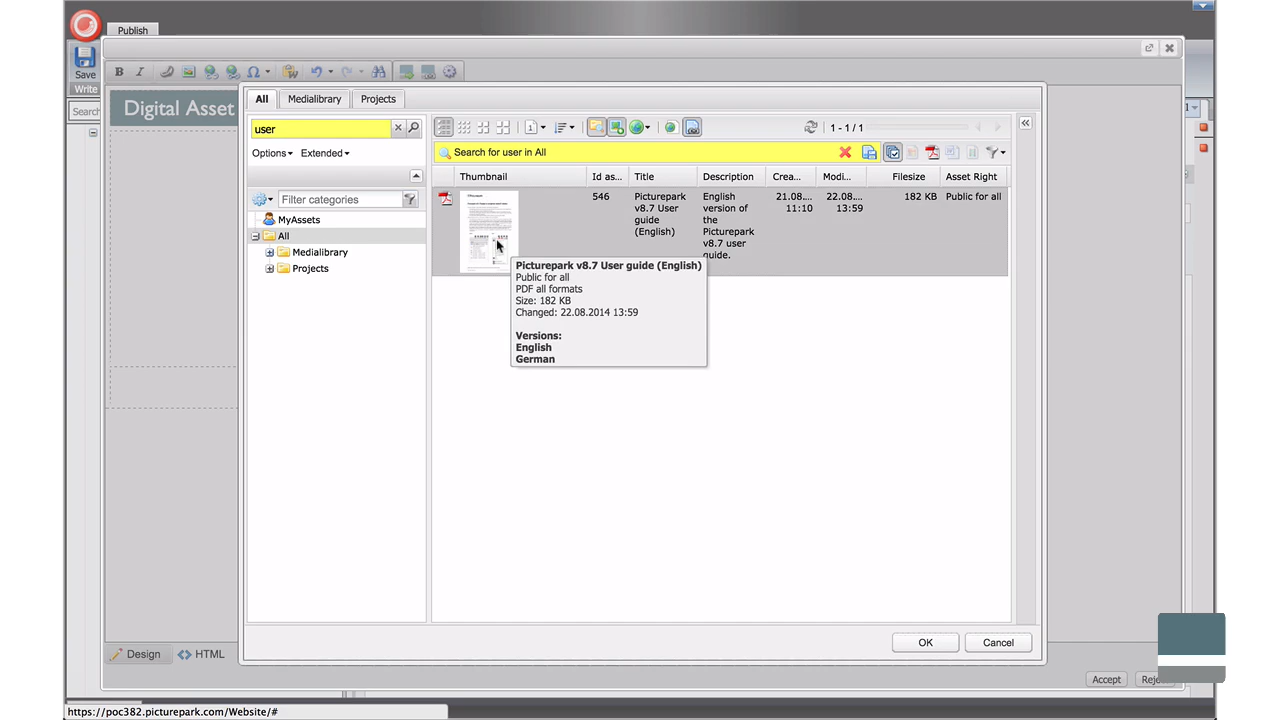 Publish
Save
Write
Search
B I Ω
Digital Asset
All Medialibrary Projects
user
Options Extended
Filter categories
MyAssets
All
Medialibrary
Projects
1
1 - 1 / 1
Search for user in All
Thumbnail Id as... Title Description Crea... Modi... Filesize Asset Right
546
Picturepark
v8.7 User
guide
(English)
English
version of
the
Picturepark
v8.7 user
guide.
21.08....
11:10
22.08....
13:59
182 KB
Public for all
Picturepark v8.7 User guide (English)
Public for all
PDF all formats
Size: 182 KB
Changed: 22.08.2014 13:59
Versions:
English
German
OK Cancel
Design HTML
Accept Reje
https://poc382.picturepark.com/Website/#